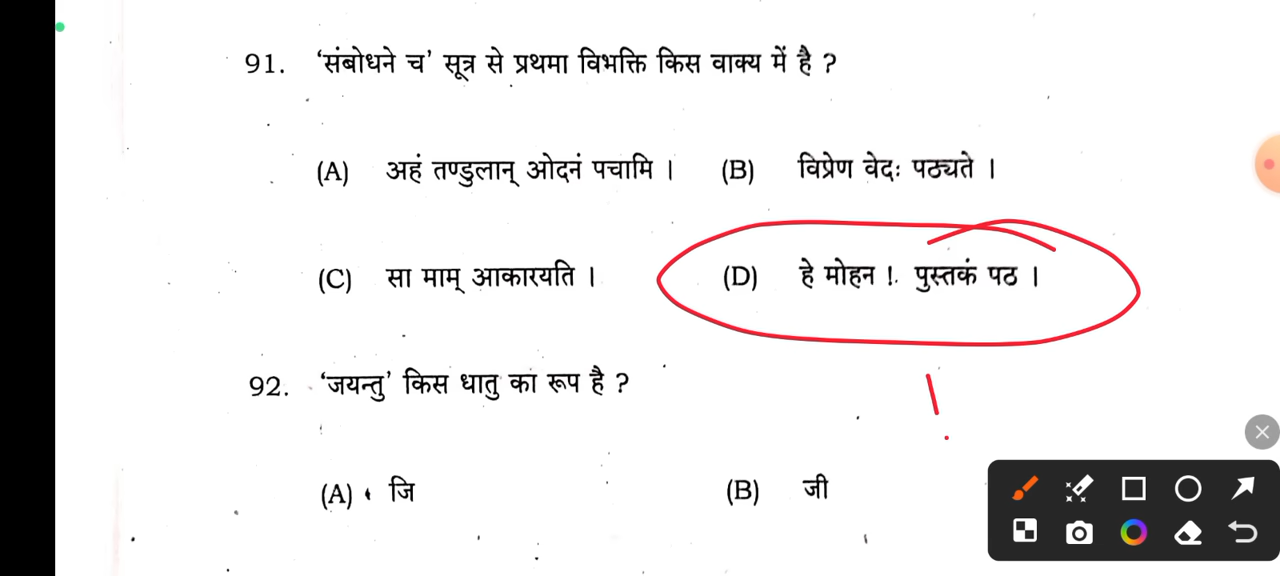 91. 'संबोधने च' सूत्र से प्रथमा विभक्ति किस वाक्य में है ?
(A) अहं तण्डुलान् ओदनं पचामि । (B) विप्रेण वेदः पठ्यते ।
(C) सा माम् आकारयति । (D) हे मोहन ! पुस्तकं पठ ।
92. 'जयन्तु' किस धातु का रूप है ?
(A) जि (B) जी